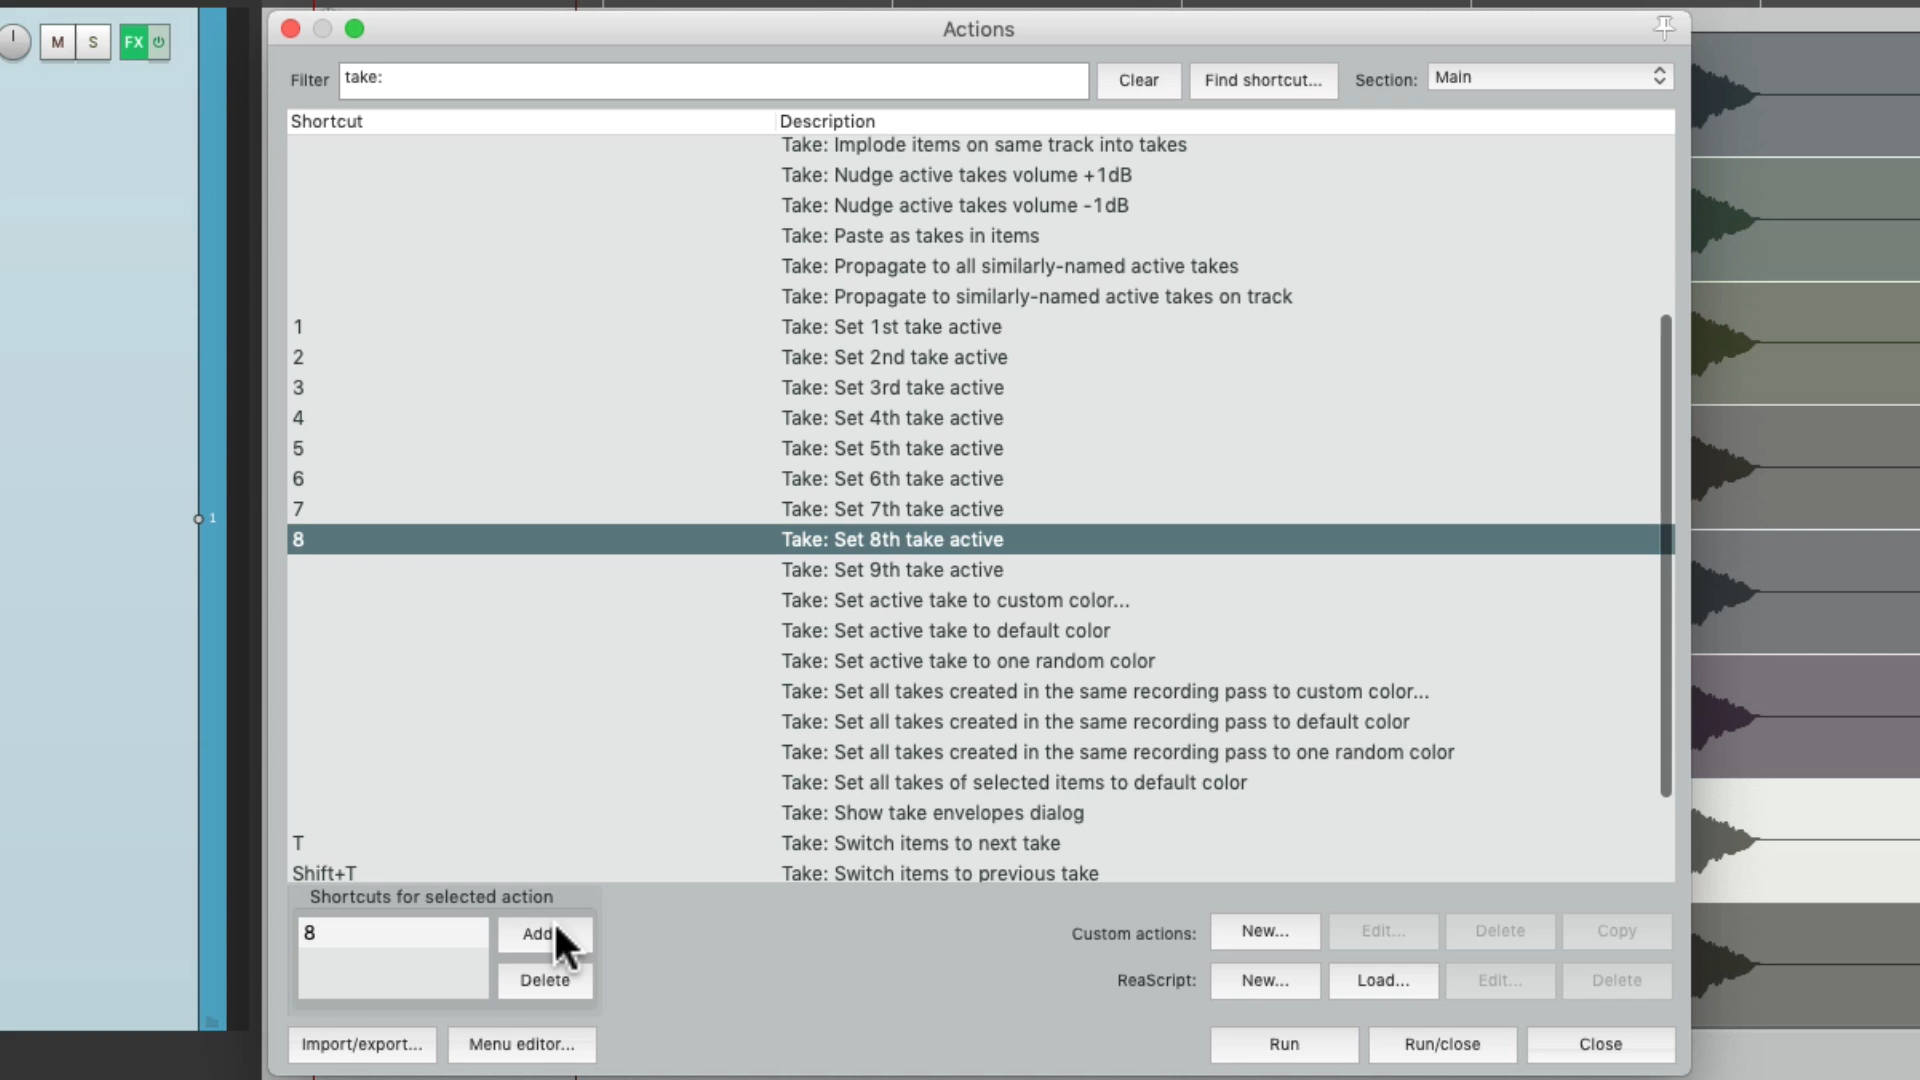 Actions
M S FX
Filter take: Clear Find shortcut... Section: Main
Shortcut Description
Take: Implode items on same track into takes
Take: Nudge active takes volume +1dB
Take: Nudge active takes volume -1dB
Take: Paste as takes in items
Take: Propagate to all similarly-named active takes
Take: Propagate to similarly-named active takes on track
1 Take: Set 1st take active
2 Take: Set 2nd take active
3 Take: Set 3rd take active
4 Take: Set 4th take active
5 Take: Set 5th take active
6 Take: Set 6th take active
7 Take: Set 7th take active
1
8 Take: Set 8th take active
Take: Set 9th take active
Take: Set active take to custom color...
Take: Set active take to default color
Take: Set active take to one random color
Take: Set all takes created in the same recording pass to custom color...
Take: Set all takes created in the same recording pass to default color
Take: Set all takes created in the same recording pass to one random color
Take: Set all takes of selected items to default color
Take: Show take envelopes dialog
T Take: Switch items to next take
Shift+T Take: Switch items to previous take
Shortcuts for selected action
8 Add Custom actions: New... Edit... Delete Copy
Delete ReaScript: New... Load... Edit... Delete
Import/export... Menu editor... Run Run/close Close